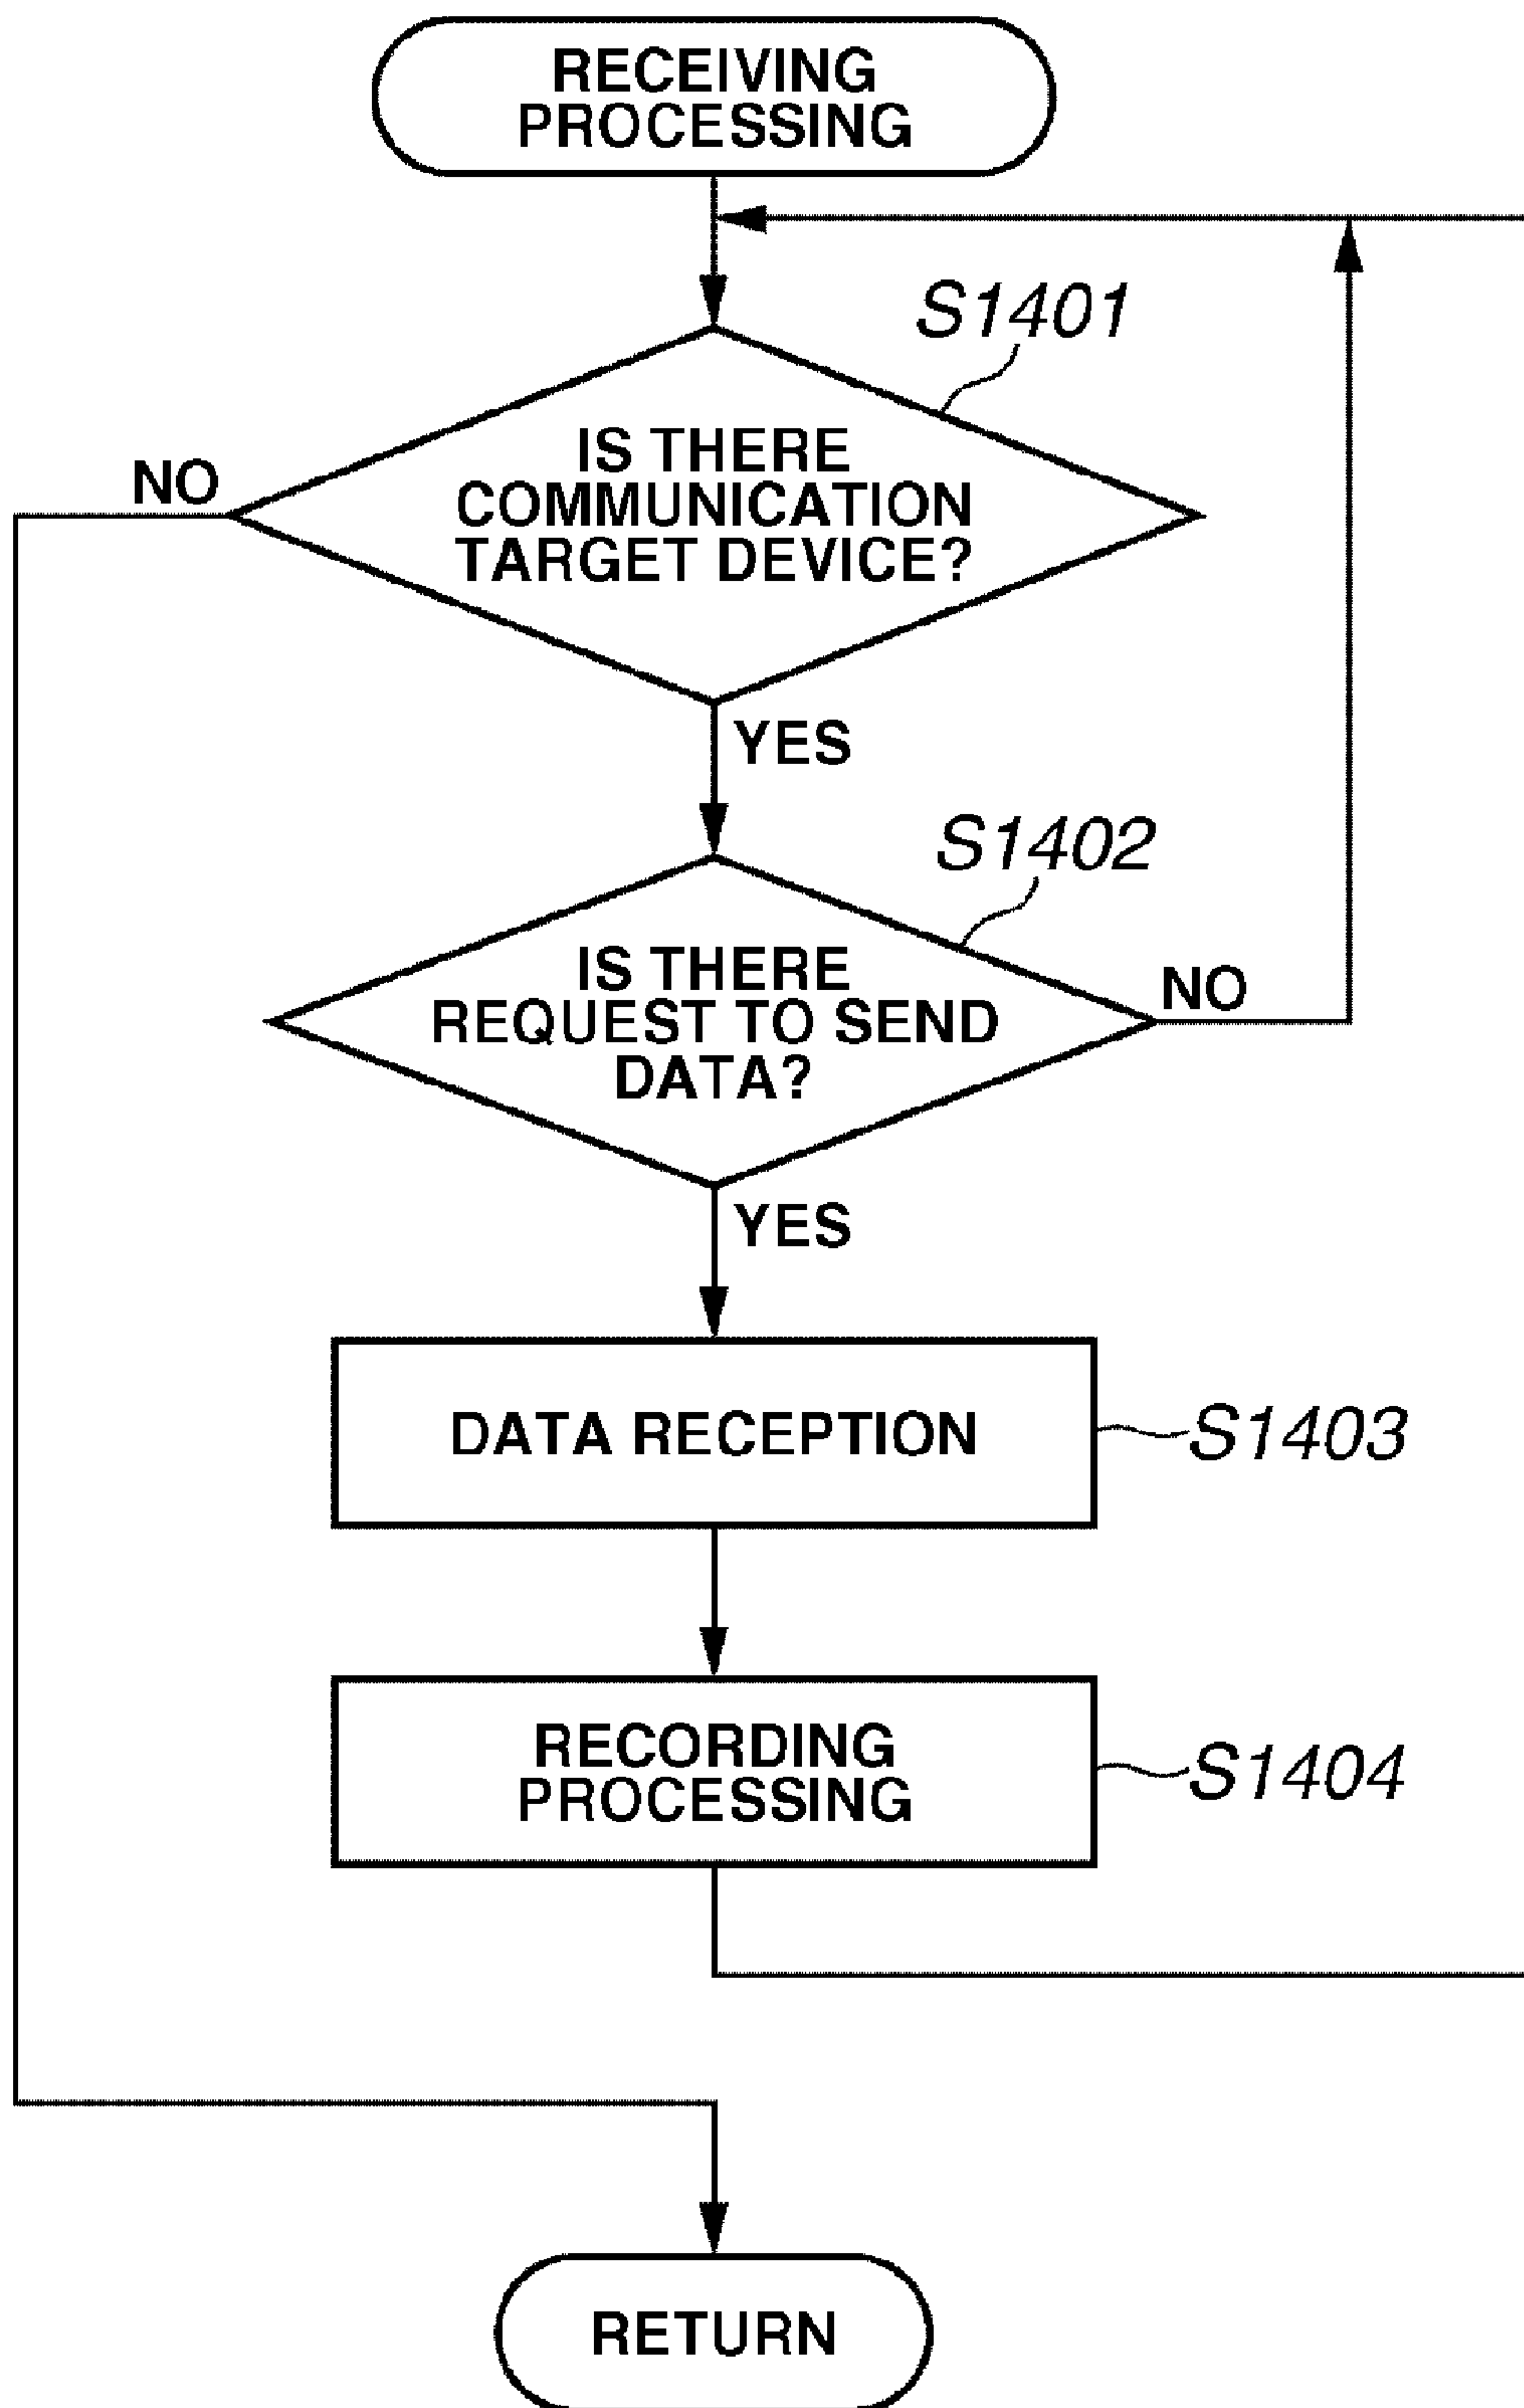 RECEIVING
PROCESSING
S1401
IS THERE
COMMUNICATION
TARGET DEVICE?
NO
YES
S1402
IS THERE
REQUEST TO SEND
DATA?
NO
YES
DATA RECEPTION
S1403
RECORDING
PROCESSING
S1404
RETURN